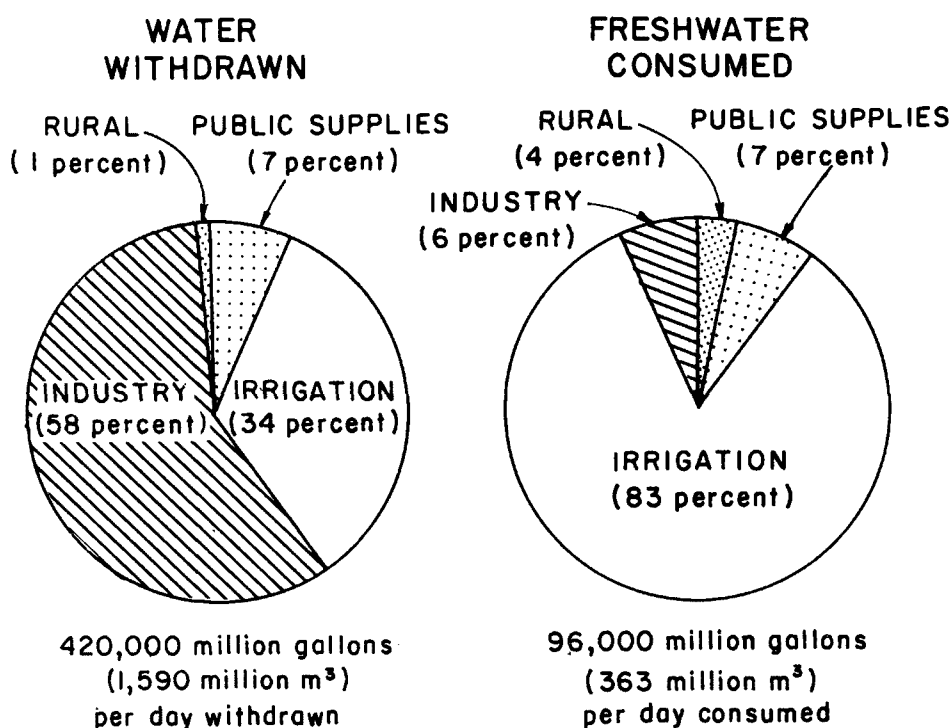 WATER
WITHDRAWN
RURAL
(1 percent)
PUBLIC SUPPLIES
(7 percent)
INDUSTRY
(58 percent)
IRRIGATION
(34 percent)
420,000 million gallons
(1,590 million m³)
per day withdrawn
FRESHWATER
CONSUMED
RURAL
(4 percent)
PUBLIC SUPPLIES
(7 percent)
INDUSTRY
(6 percent)
IRRIGATION
(83 percent)
96,000 million gallons
(363 million m³)
per day consumed